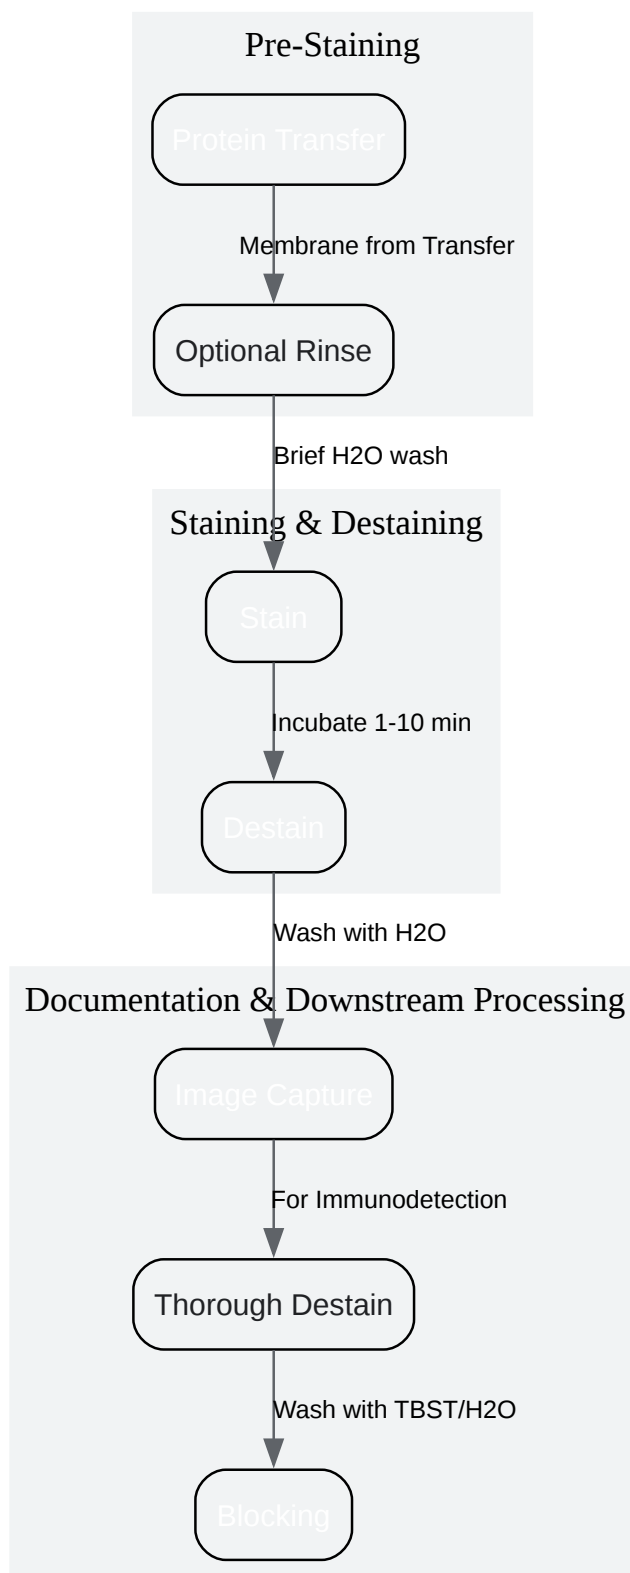 Pre-Staining
Protein Transfer
Membrane from Transfer
Optional Rinse
Brief H2O wash
Staining & Destaining
Stain
Incubate 1-10 min
Destain
Wash with H2O
Documentation & Downstream Processing
Image Capture
For Immunodetection
Thorough Destain
Wash with TBST/H2O
Blocking